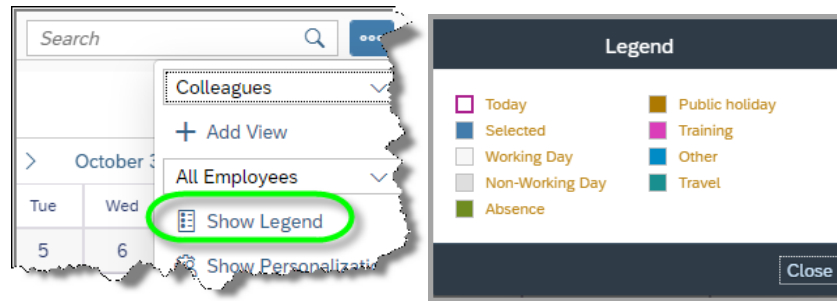 Search
Colleagues
Add View
October 3
All Employees
Tue Wed
Show Legend
5 6
Show
Legend
Today
Selected
Working Day
Non-Working Day
Absence
Public holiday
Training
Other
Travel
Close